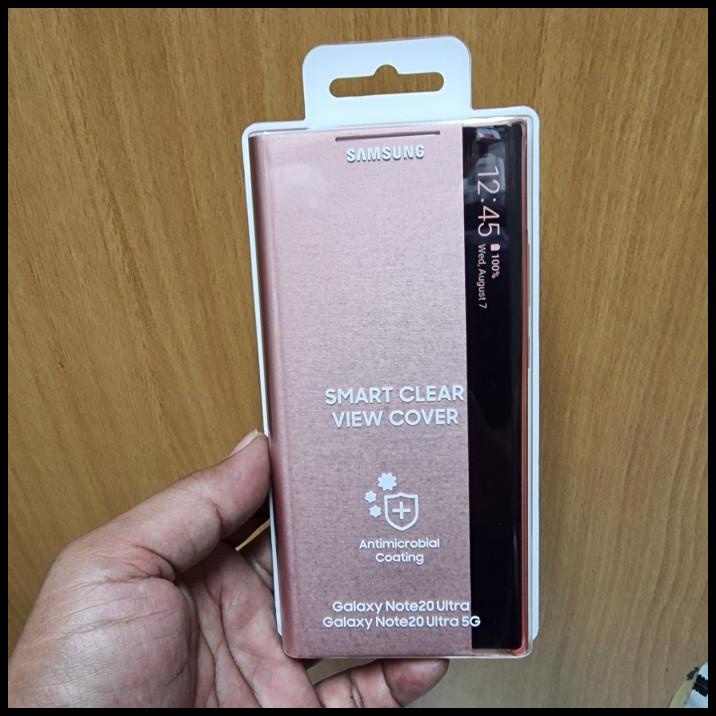 SAMSUNG
12:45
100%
Wed, August 7
SMART CLEAR
VIEW COVER
Antimicrobial
Coating
Galaxy Note20 Ultra
Galaxy Note20 Ultra 5G